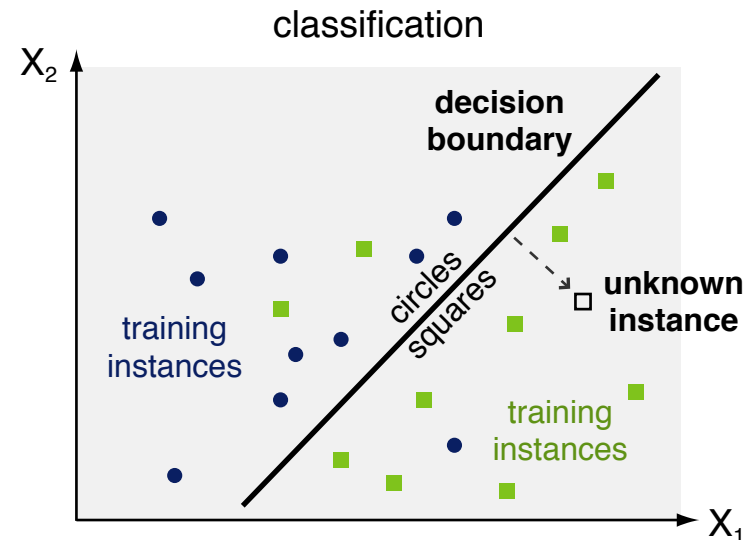 classification
X₂
decision
boundary
circles
squares
unknown
instance
training
instances
training
instances
X₁